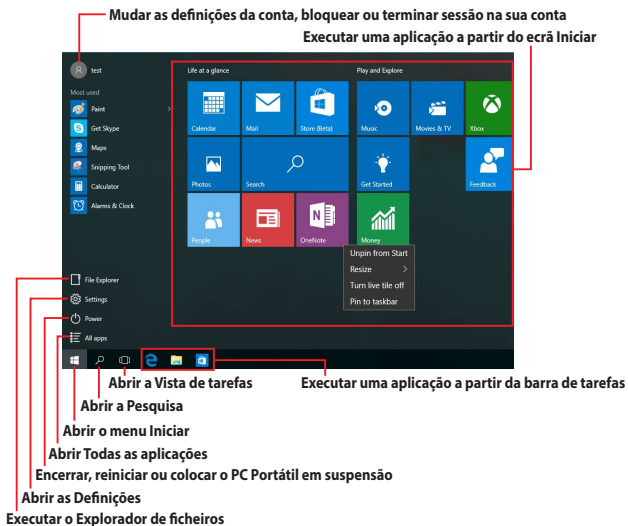 Mudar as definições da conta, bloquear ou terminar sessão na sua conta
Executar uma aplicação a partir do ecrã Iniciar
test
Most used
Paint
Get Skype
Maps
Snipping Tool
Calculator
Alarms & Clock
File Explorer
Settings
Power
All apps
Life at a glance
Calendar
Mail
Store (Beta)
Photos
Search
People
News
OneNote
Play and Explore
Music
Movies & TV
Xbox
Get Started
Feedback
Money
Unpin from Start
Resize
Turn live tile off
Pin to taskbar
Abrir a Vista de tarefas
Executar uma aplicação a partir da barra de tarefas
Abrir a Pesquisa
Abrir o menu Iniciar
Abrir Todas as aplicações
Encerrar, reiniciar ou colocar o PC Portátil em suspensão
Abrir as Definições
Executar o Explorador de ficheiros